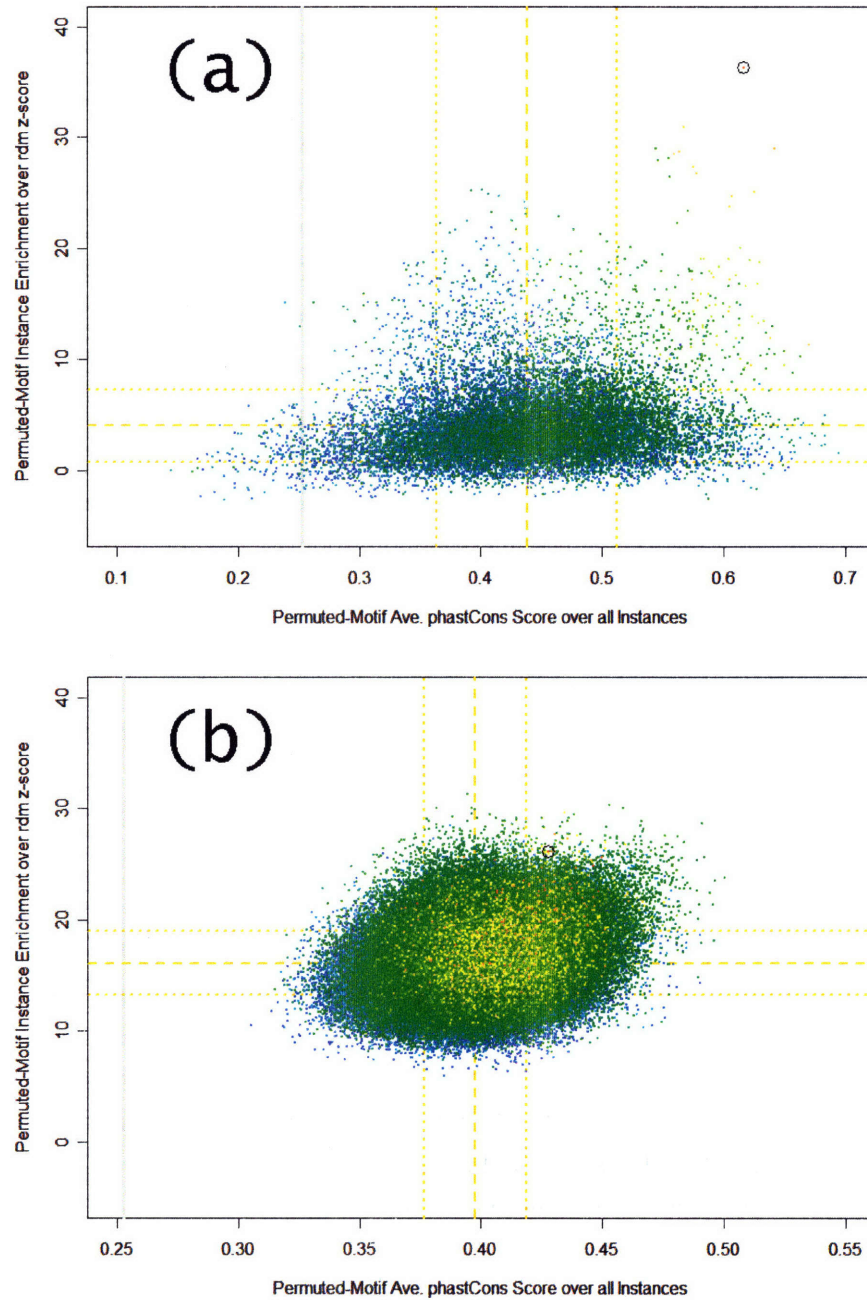 (a)
Permuted-Motif Instance Enrichment over rdm z-score
40
30
20
10
0
0.1 0.2 0.3 0.4 0.5 0.6 0.7
Permuted-Motif Ave. phastCons Score over all Instances
(b)
Permuted-Motif Instance Enrichment over rdm z-score
40
30
20
10
0
0.25 0.30 0.35 0.40 0.45 0.50 0.55
Permuted-Motif Ave. phastCons Score over all Instances